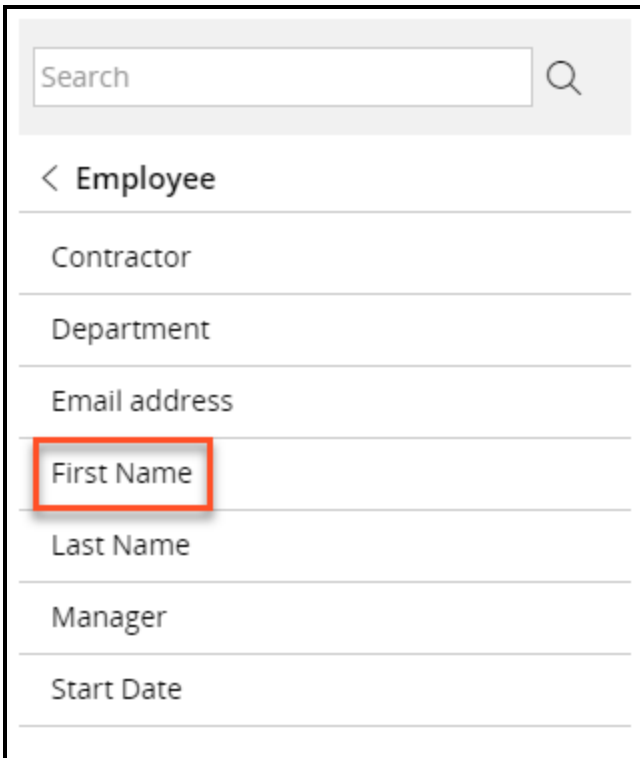 Search
Employee
Contractor
Department
Email address
First Name
Last Name
Manager
Start Date